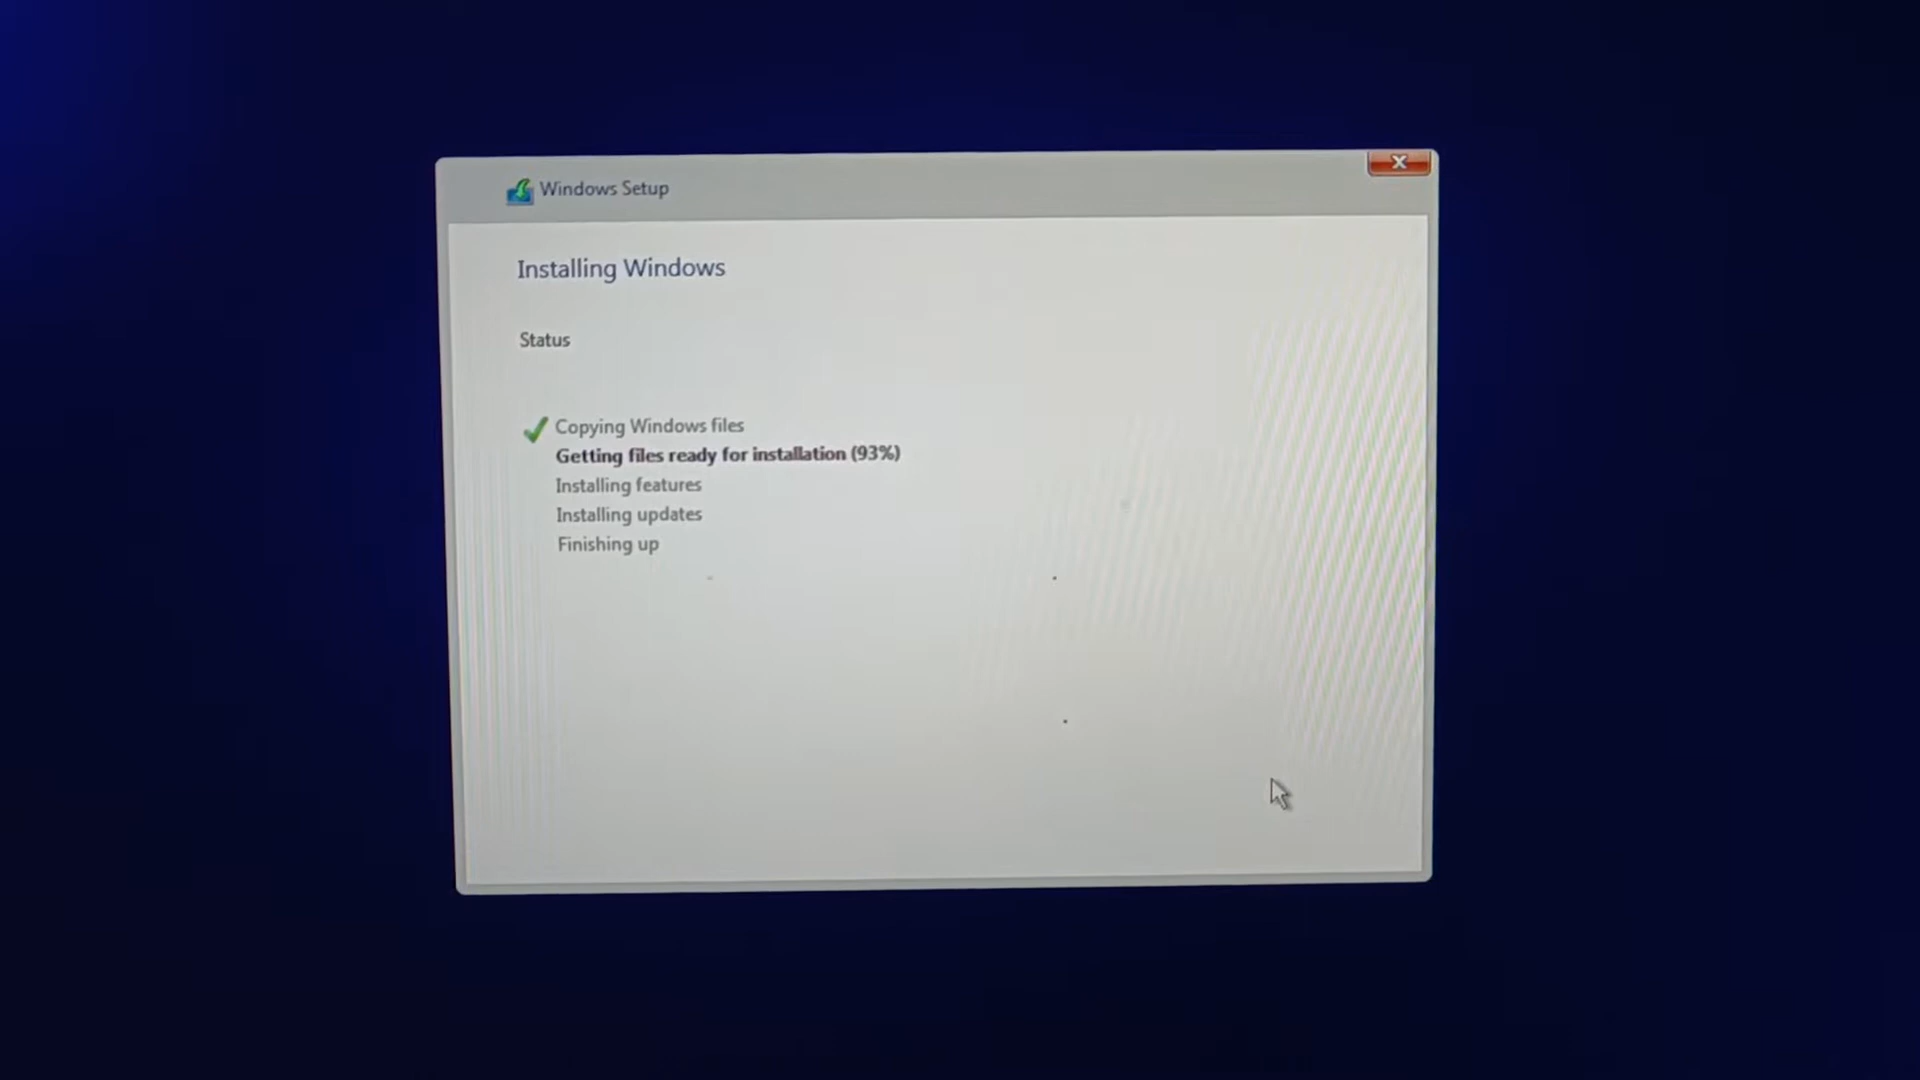 Windows Setup
Installing Windows
Status
Copying Windows files
Getting files ready for installation (93%)
Installing features
Installing updates
Finishing up